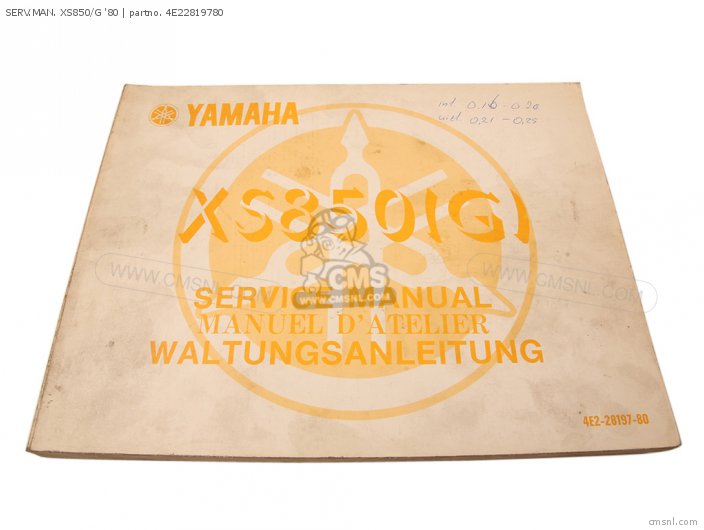 SERV.MAN. XS850/G '80 | partno. 4E22819780
YAMAHA
int 0.16 - 0.20
uitl 0,21 - 0,25
XS850(G)
CMS
WWW.CMSNL.COM
WWW.CMSNL.COM
WWW.CMSNL.COM
SERVICE MANUAL
MANUEL D'ATELIER
WALTUNGSANLEITUNG
4E2-28197-80
cmsnl.com